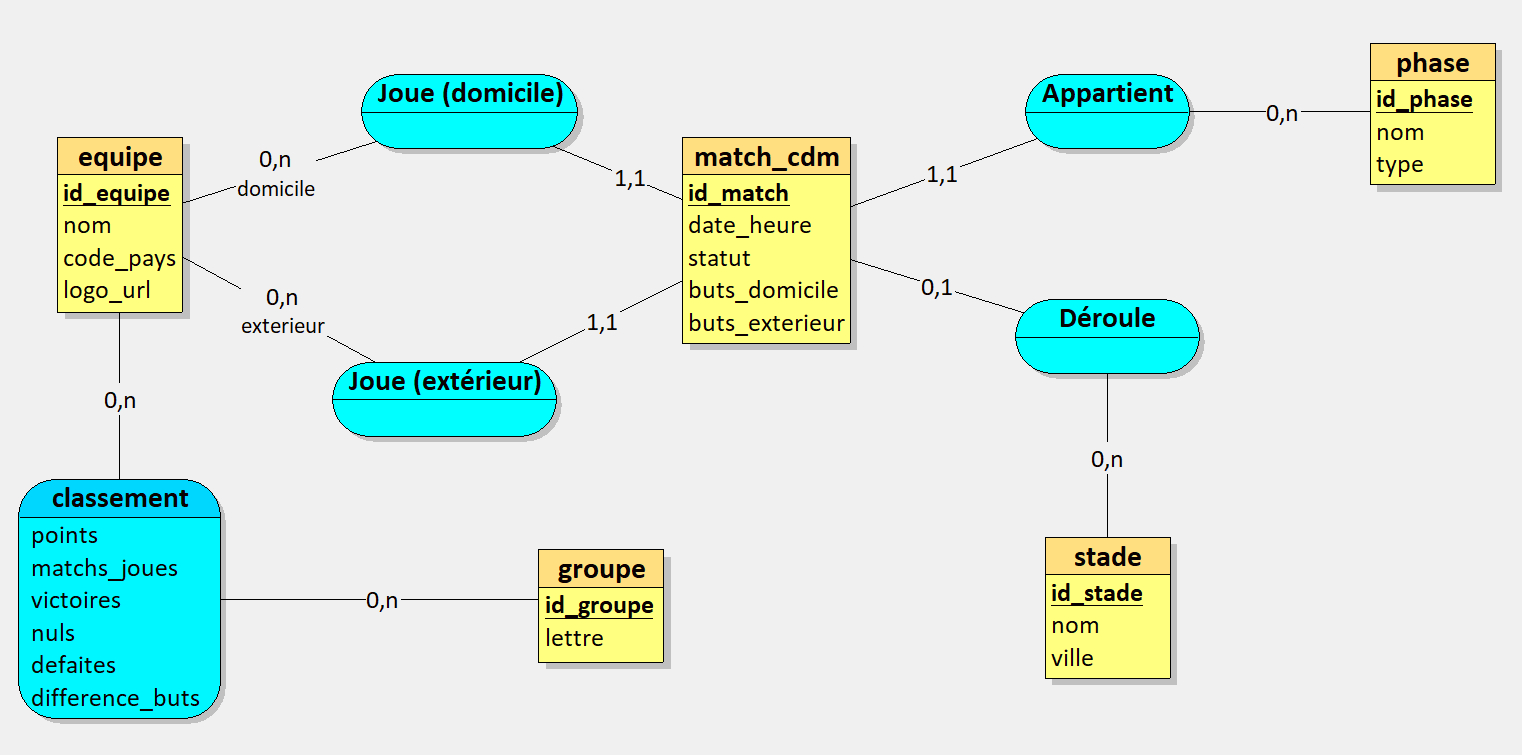 Joue (domicile)
Appartient
phase
id_phase
nom
type
0,n
equipe
id_equipe
nom
code_pays
logo_url
0,n
domicile
1,1
match_cdm
id_match
date_heure
statut
buts_domicile
buts_exterieur
1,1
0,1
Déroule
0,n
exterieur
1,1
Joue (extérieur)
0,n
0,n
classement
points
matchs_joues
victoires
nuls
defaites
difference_buts
0,n
groupe
id_groupe
lettre
stade
id_stade
nom
ville